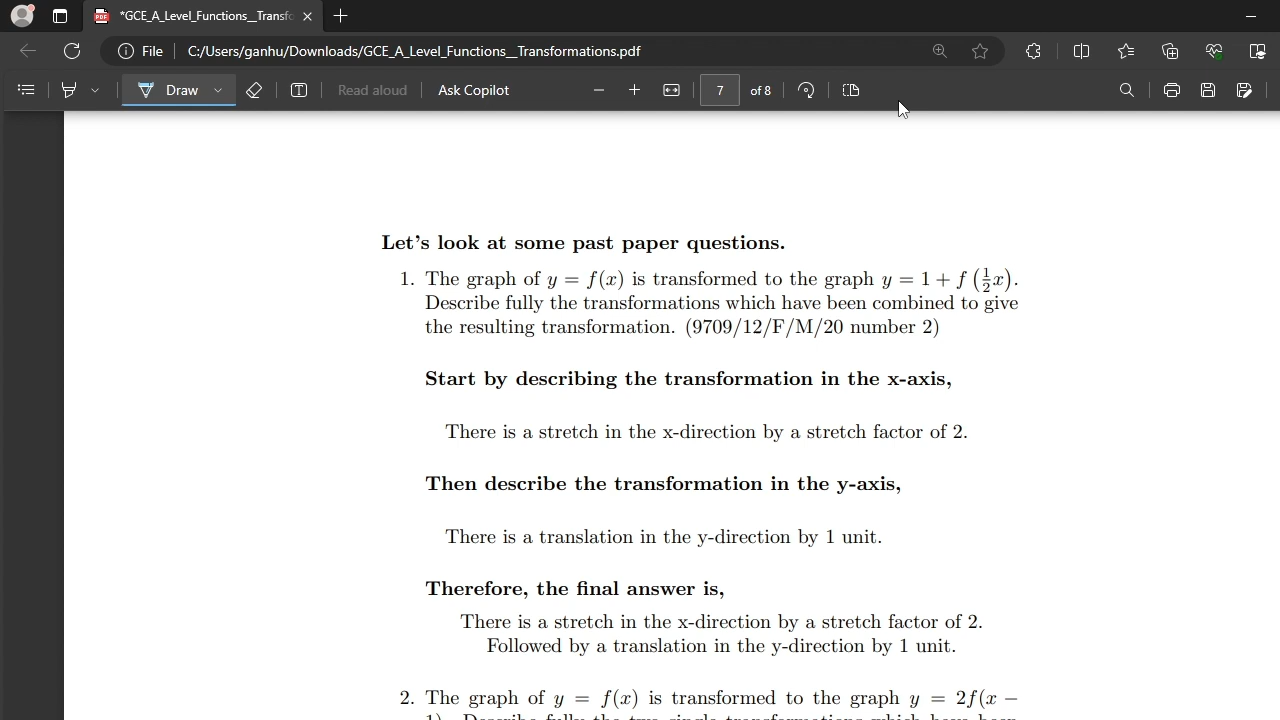 *GCE_A_Level_Functions__Transfo
File C:/Users/ganhu/Downloads/GCE_A_Level_Functions__Transformations.pdf
Draw Read aloud Ask Copilot 7 of 8
Let's look at some past paper questions.
1. The graph of y = f(x) is transformed to the graph y = 1 + f (½x).
Describe fully the transformations which have been combined to give
the resulting transformation. (9709/12/F/M/20 number 2)
Start by describing the transformation in the x-axis,
There is a stretch in the x-direction by a stretch factor of 2.
Then describe the transformation in the y-axis,
There is a translation in the y-direction by 1 unit.
Therefore, the final answer is,
There is a stretch in the x-direction by a stretch factor of 2.
Followed by a translation in the y-direction by 1 unit.
2. The graph of y = f(x) is transformed to the graph y = 2f(x −